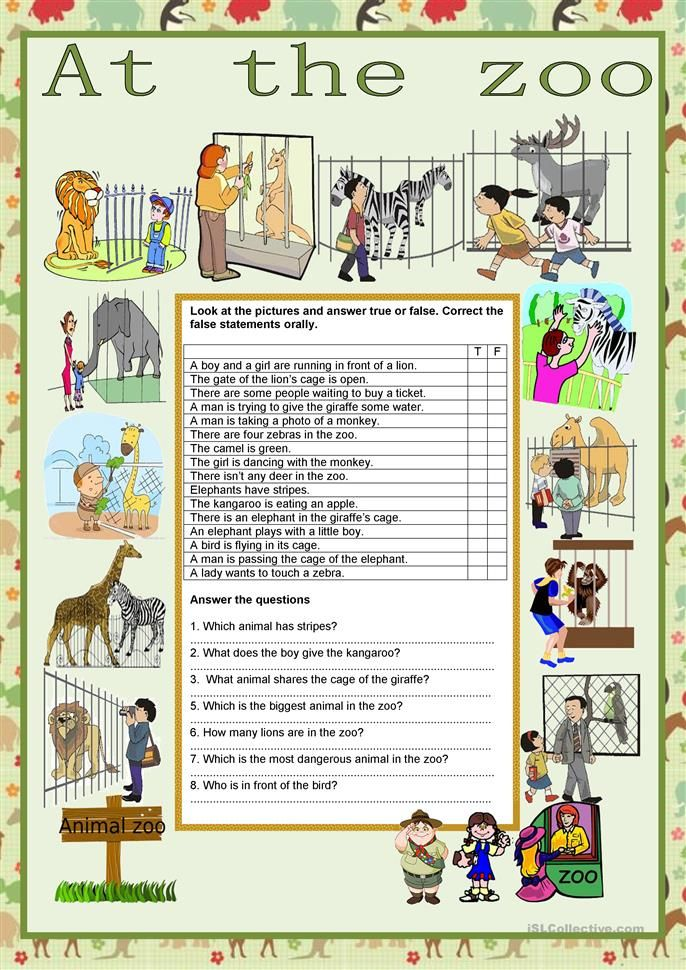 At the zoo
Look at the pictures and answer true or false. Correct the
false statements orally.
T F
A boy and a girl are running in front of a lion.
The gate of the lion's cage is open.
There are some people waiting to buy a ticket.
A man is trying to give the giraffe some water.
A man is taking a photo of a monkey.
There are four zebras in the zoo.
The camel is green.
The girl is dancing with the monkey.
There isn't any deer in the zoo.
Elephants have stripes.
The kangaroo is eating an apple.
There is an elephant in the giraffe's cage.
An elephant plays with a little boy.
A bird is flying in its cage.
A man is passing the cage of the elephant.
A lady wants to touch a zebra.
Answer the questions
1. Which animal has stripes?
2. What does the boy give the kangaroo?
3. What animal shares the cage of the giraffe?
5. Which is the biggest animal in the zoo?
6. How many lions are in the zoo?
7. Which is the most dangerous animal in the zoo?
8. Who is in front of the bird?
Animal zoo
ZOO
iSLCollective.com